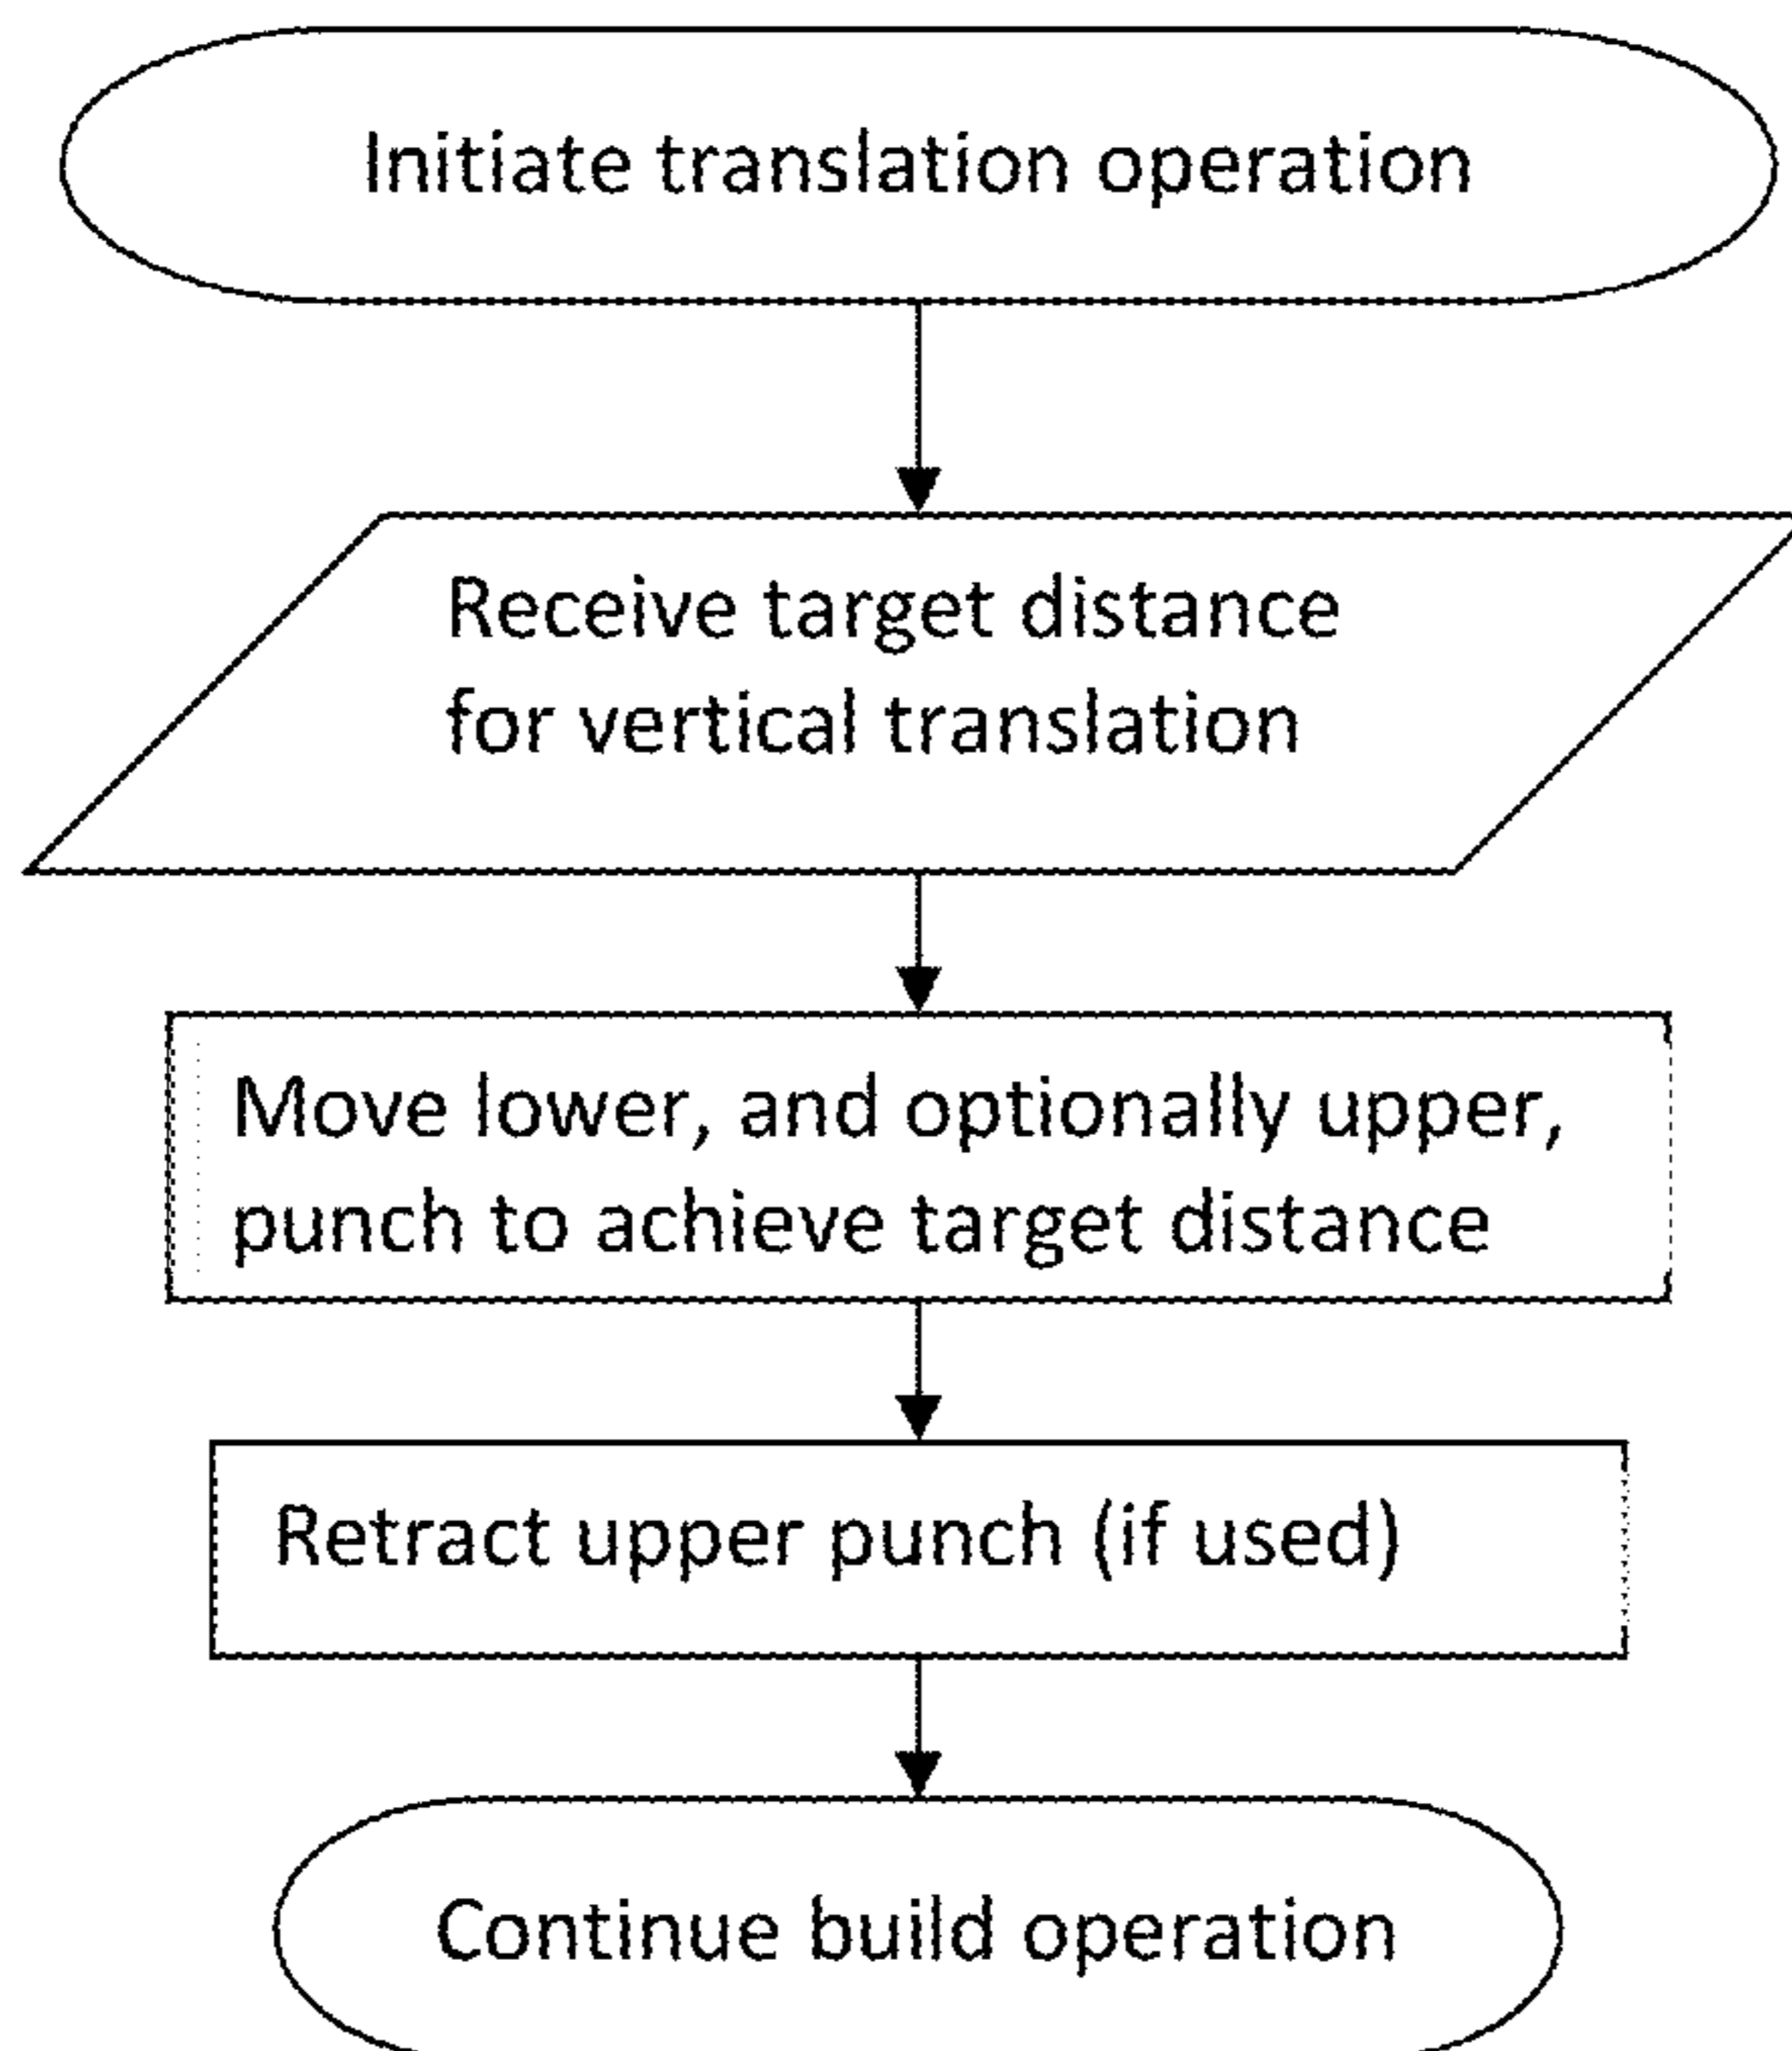 Initiate translation operation
Receive target distance
for vertical translation
Move lower, and optionally upper,
punch to achieve target distance
Retract upper punch (if used)
Continue build operation